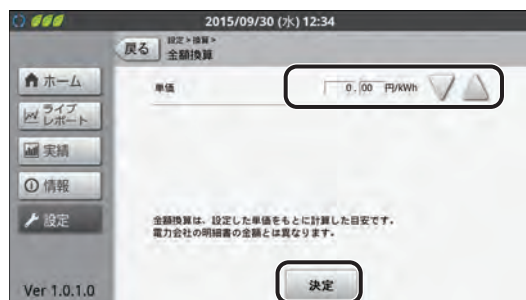 2015/09/30 (水) 12:34
戻る
設定>換算>
金額換算
ホーム
ライブ
レポート
実績
情報
設定
Ver 1.0.1.0
単価
0.00 円/kWh
金額換算は、設定した単価をもとに計算した目安です。
電力会社の明細書の金額とは異なります。
決定